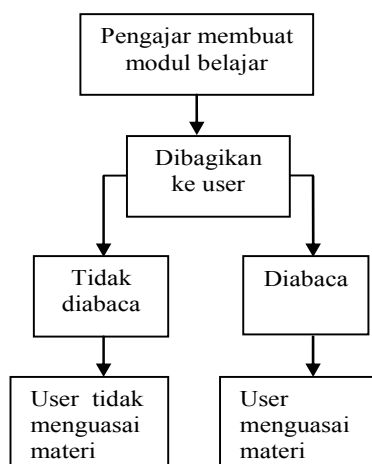 Pengajar membuat
modul belajar
Dibagikan
ke user
Tidak
diabaca
Diabaca
User tidak
menguasai
materi
User
menguasai
materi